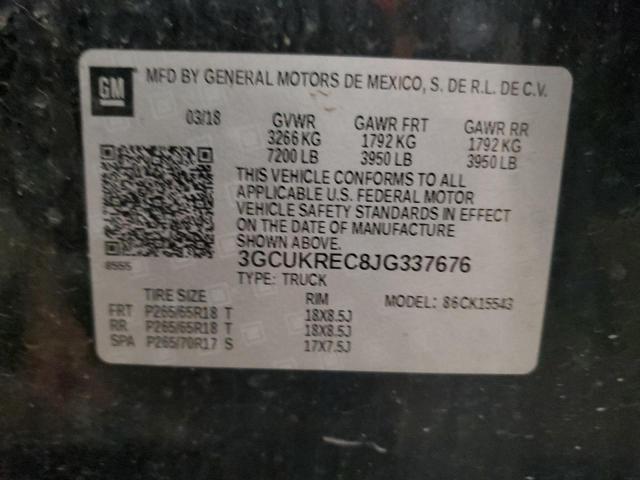 GM MFD BY GENERAL MOTORS DE MEXICO, S. DE R.L. DE C.V.
03/18 GVWR GAWR FRT GAWR RR
3266 KG 1792 KG 1792 KG
7200 LB 3950 LB 3950 LB
THIS VEHICLE CONFORMS TO ALL
APPLICABLE U.S. FEDERAL MOTOR
VEHICLE SAFETY STANDARDS IN EFFECT
ON THE DATE OF MANUFACTURE
SHOWN ABOVE.
3GCUKREC8JG337676
8555
TYPE: TRUCK
TIRE SIZE RIM MODEL: 86CK15543
FRT P265/65R18 T 18X8.5J
RR P265/65R18 T 18X8.5J
SPA P265/70R17 S 17X7.5J